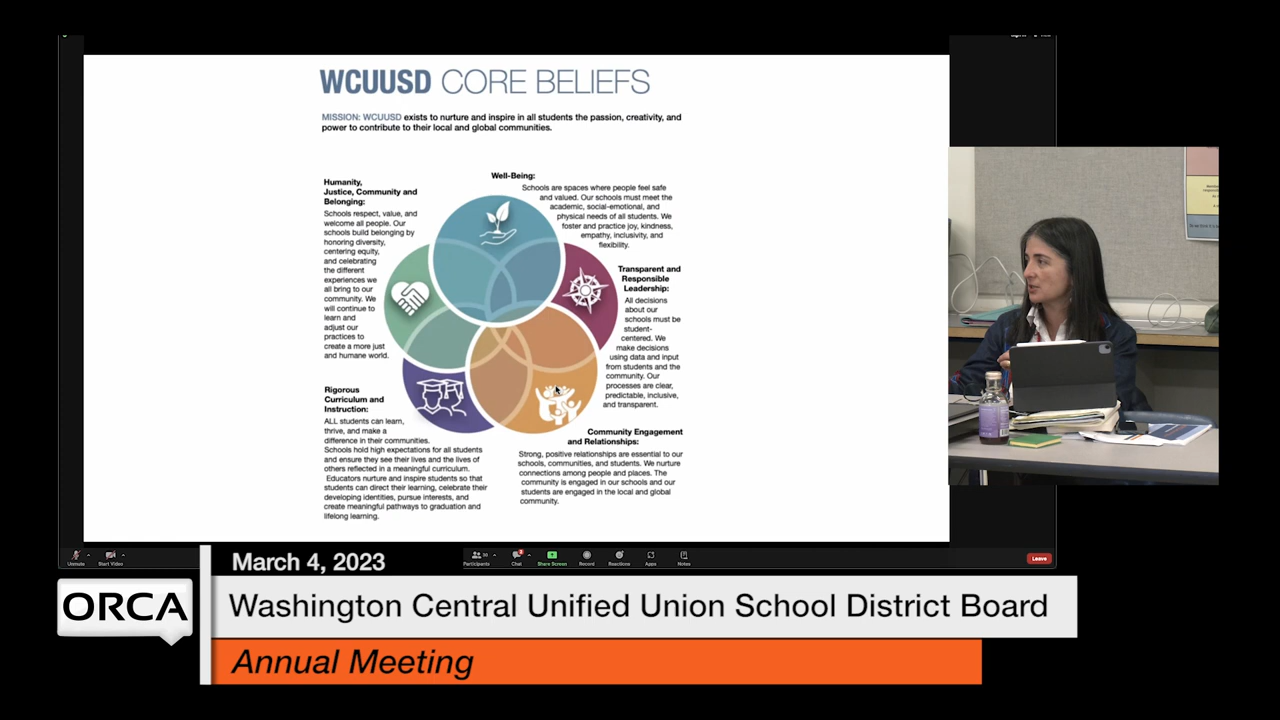 WCUUSD CORE BELIEFS
MISSION: WCUUSD exists to nurture and inspire in all students the passion, creativity, and
power to contribute to their local and global communities.
Humanity,
Justice, Community and
Belonging:
Schools respect, value, and
welcome all people. Our
schools build belonging by
honoring diversity,
centering equity,
and celebrating
the different
experiences we
all bring to our
community. We
will continue to
learn and
adjust our
practices to
create a more just
and humane world.
Well-Being:
Schools are spaces where people feel safe
and valued. Our schools must meet the
academic, social-emotional, and
physical needs of all students. We
foster and practice joy, kindness,
empathy, inclusivity, and
flexibility.
Transparent and
Responsible
Leadership:
All decisions
about our
schools must be
student-
centered. We
make decisions
using data and input
from students and the
community. Our
processes are clear,
predictable, inclusive,
and transparent.
Rigorous
Curriculum and
Instruction:
ALL students can learn,
thrive, and make a
difference in their communities.
Schools hold high expectations for all students
and ensure they see their lives and the lives of
others reflected in a meaningful curriculum.
Educators nurture and inspire students so that
students can direct their learning, celebrate their
developing identities, pursue interests, and
create meaningful pathways to graduation and
lifelong learning.
Community Engagement
and Relationships:
Strong, positive relationships are essential to our
schools, communities, and students. We nurture
connections among people and places. The
community is engaged in our schools and our
students are engaged in the local and global
community.
Unmute
Start Video
Participants
Chat
Share Screen
Record
Reactions
Apps
Notes
Leave
March 4, 2023
ORCA
Washington Central Unified Union School District Board
Annual Meeting